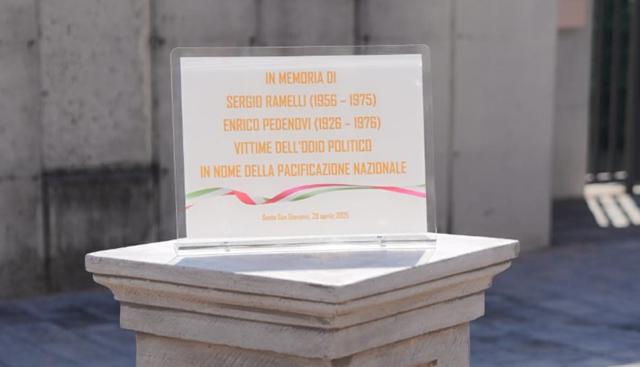 IN MEMORIA DI
SERGIO RAMELLI (1956 – 1975)
ENRICO PEDENOVI (1926 – 1976)
VITTIME DELL'ODIO POLITICO
IN NOME DELLA PACIFICAZIONE NAZIONALE
Sesto San Giovanni, 29 aprile 2025